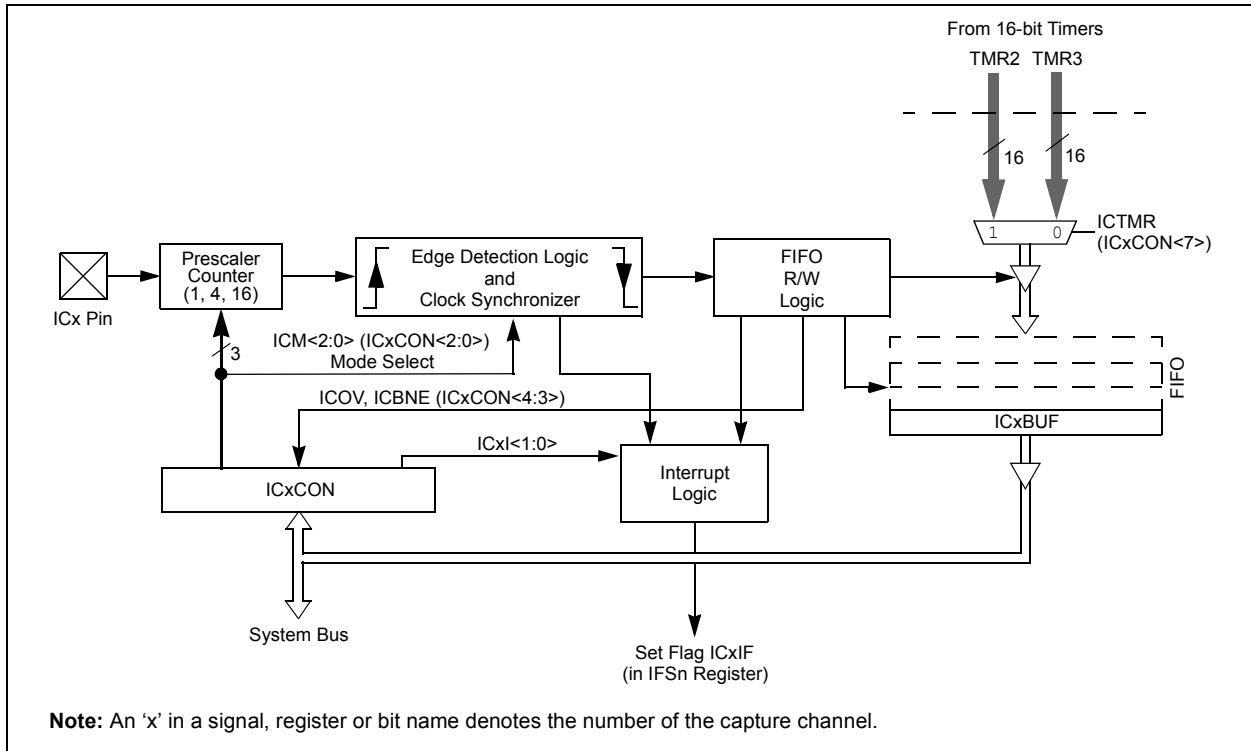 From 16-bit Timers
TMR2 TMR3
16 16
1 0
ICTMR
(ICxCON<7>)
Prescaler
Counter
(1, 4, 16)
Edge Detection Logic
and
Clock Synchronizer
FIFO
R/W
Logic
ICx Pin
3
ICM<2:0> (ICxCON<2:0>)
Mode Select
FIFO
ICOV, ICBNE (ICxCON<4:3>)
ICxBUF
ICxI<1:0>
ICxCON
Interrupt
Logic
System Bus
Set Flag ICxIF
(in IFSn Register)
Note: An ‘x’ in a signal, register or bit name denotes the number of the capture channel.